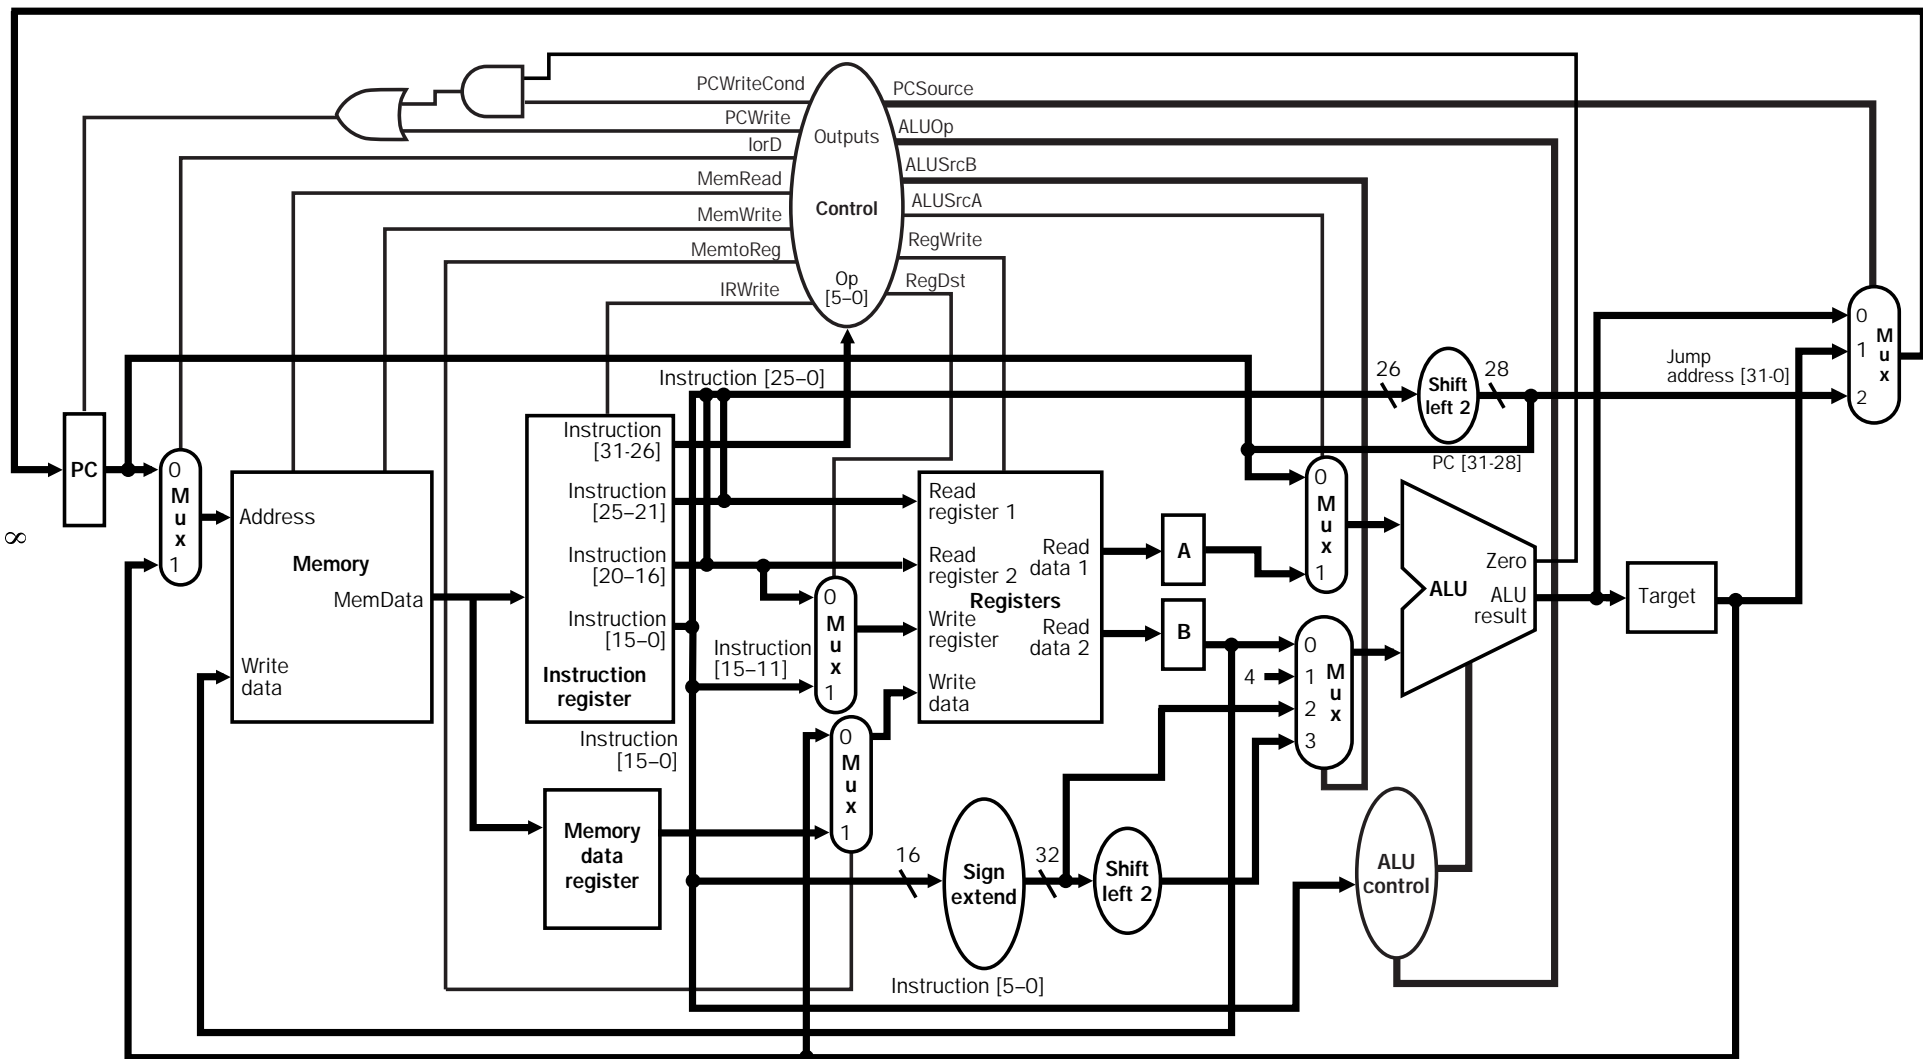 PCWriteCond
PCWrite
IorD
MemRead
MemWrite
MemtoReg
IRWrite
Outputs
Control
Op
[5–0]
PCSource
ALUOp
ALUSrcB
ALUSrcA
RegWrite
RegDst
Instruction [25–0]
26
Shift
left 2
28
Jump
address [31-0]
PC [31-28]
0
1
2
M
u
x
PC
∞
0
M
u
x
1
Address
Memory
MemData
Write
data
Instruction
[31-26]
Instruction
[25–21]
Instruction
[20–16]
Instruction
[15–0]
Instruction
register
Instruction
[15–0]
Memory
data
register
0
M
u
x
1
Instruction
[15–11]
0
M
u
x
1
Read
register 1
Read
register 2
Registers
Write
register
Write
data
Read
data 1
Read
data 2
A
B
0
M
u
x
1
4
0
1
2
3
M
u
x
Zero
ALU
ALU
result
Target
16
Sign
extend
32
Shift
left 2
ALU
control
Instruction [5–0]